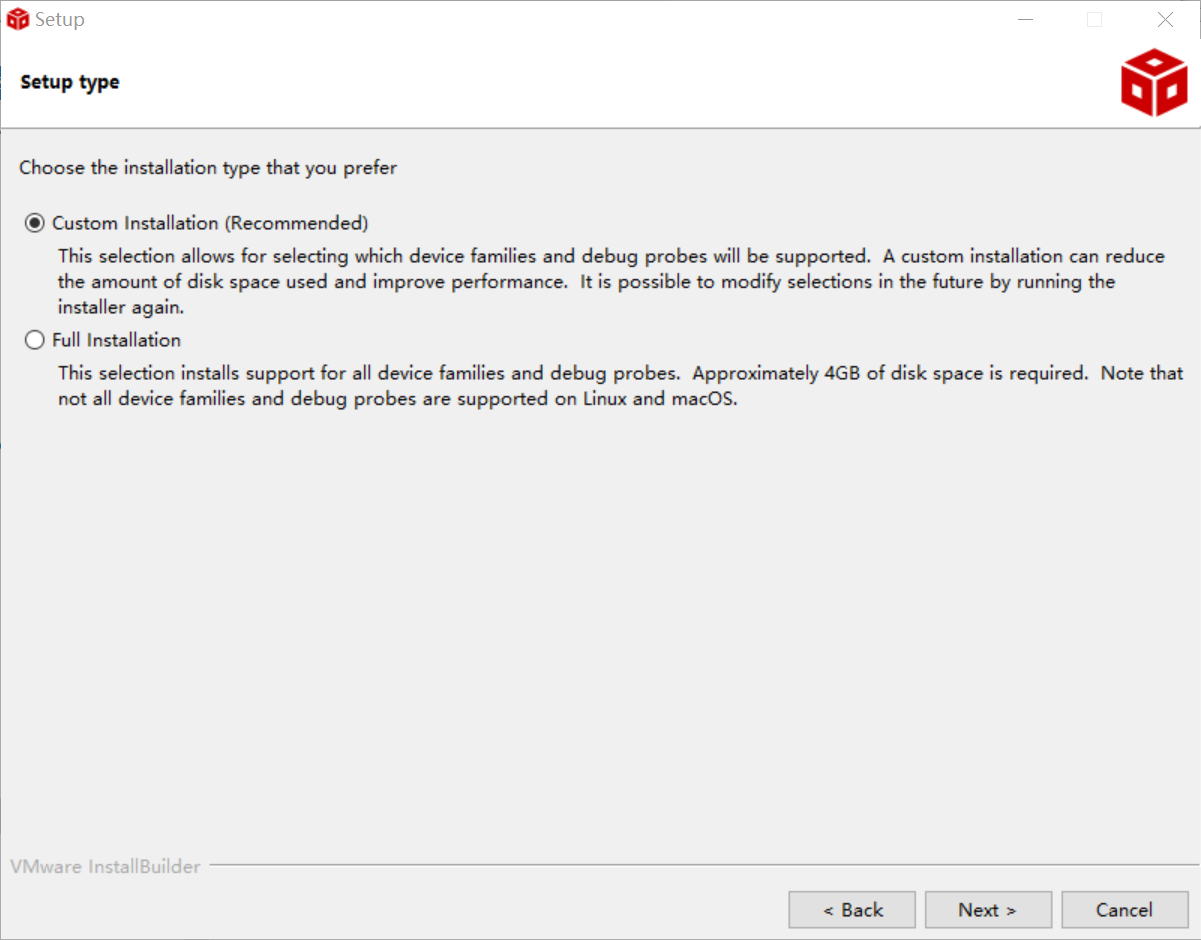 Setup
Setup type
Choose the installation type that you prefer
Custom Installation (Recommended)
This selection allows for selecting which device families and debug probes will be supported.  A custom installation can reduce
the amount of disk space used and improve performance.  It is possible to modify selections in the future by running the
installer again.
Full Installation
This selection installs support for all device families and debug probes.  Approximately 4GB of disk space is required.  Note that
not all device families and debug probes are supported on Linux and macOS.
VMware InstallBuilder
< Back Next > Cancel